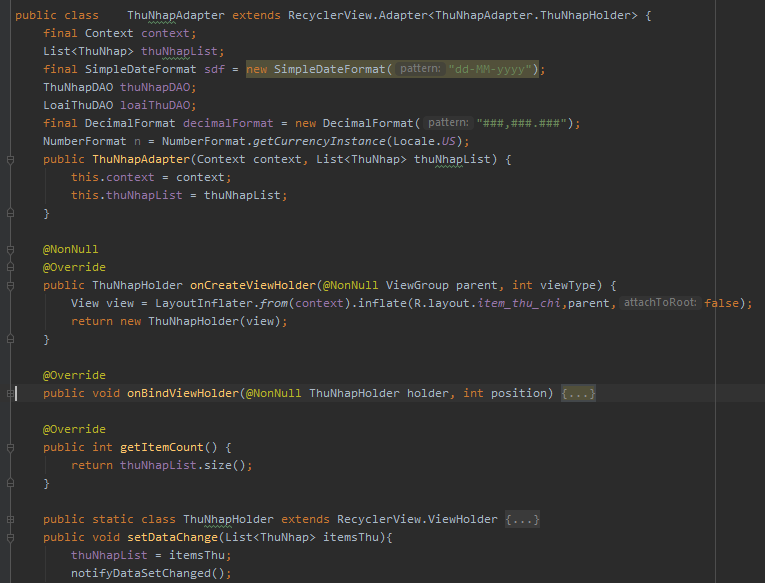 public class    ThuNhapAdapter extends RecyclerView.Adapter<ThuNhapAdapter.ThuNhapHolder> {
    final Context context;
    List<ThuNhap> thuNhapList;
    final SimpleDateFormat sdf = new SimpleDateFormat( pattern: "dd-MM-yyyy");
    ThuNhapDAO thuNhapDAO;
    LoaiThuDAO loaiThuDAO;
    final DecimalFormat decimalFormat = new DecimalFormat( pattern: "###,###.###");
    NumberFormat n = NumberFormat.getCurrencyInstance(Locale.US);
    public ThuNhapAdapter(Context context, List<ThuNhap> thuNhapList) {
        this.context = context;
        this.thuNhapList = thuNhapList;
    }
    @NonNull
    @Override
    public ThuNhapHolder onCreateViewHolder(@NonNull ViewGroup parent, int viewType) {
        View view = LayoutInflater.from(context).inflate(R.layout.item_thu_chi,parent, attachToRoot: false);
        return new ThuNhapHolder(view);
    }
    @Override
    public void onBindViewHolder(@NonNull ThuNhapHolder holder, int position) {...}
    @Override
    public int getItemCount() {
        return thuNhapList.size();
    }
    public static class ThuNhapHolder extends RecyclerView.ViewHolder {...}
    public void setDataChange(List<ThuNhap> itemsThu){
        thuNhapList = itemsThu;
        notifyDataSetChanged();